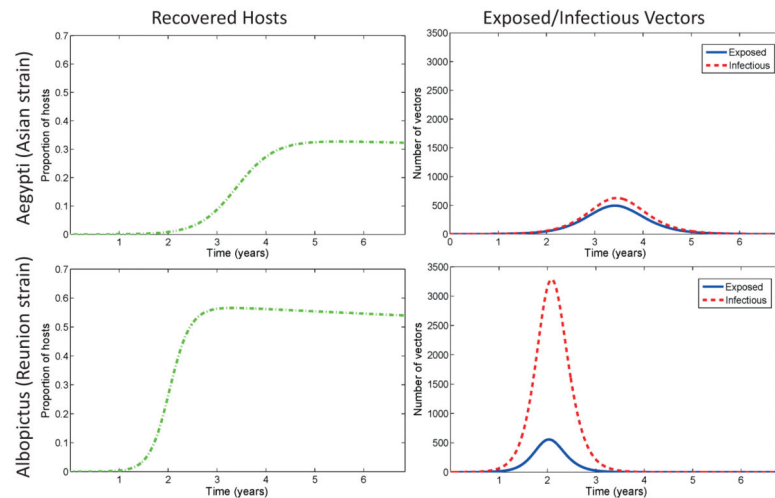 Recovered Hosts
Exposed/Infectious Vectors
Aegypti (Asian strain)
Proportion of hosts
0.7
0.6
0.5
0.4
0.3
0.2
0.1
0
1 2 3 4 5 6
Time (years)
Number of vectors
3500
3000
2500
2000
1500
1000
500
0
0 1 2 3 4 5 6
Time (years)
Exposed
Infectious
Albopictus (Reunion strain)
Proportion of hosts
0.7
0.6
0.5
0.4
0.3
0.2
0.1
0
1 2 3 4 5 6
Time (years)
Number of vectors
3500
3000
2500
2000
1500
1000
500
0
1 2 3 4 5 6
Time (years)
Exposed
Infectious